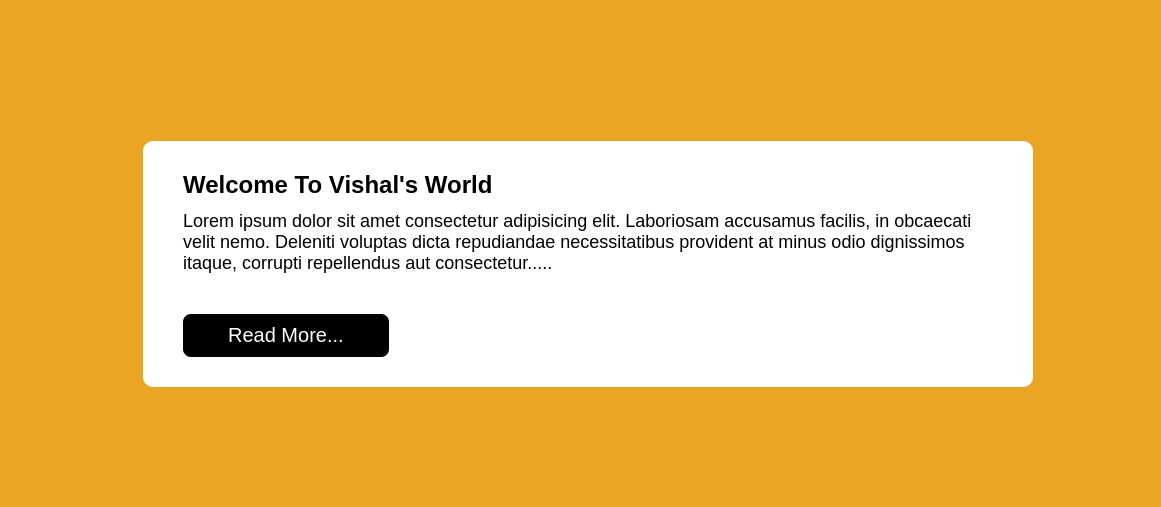 Welcome To Vishal's World
Lorem ipsum dolor sit amet consectetur adipisicing elit. Laboriosam accusamus facilis, in obcaecati
velit nemo. Deleniti voluptas dicta repudiandae necessitatibus provident at minus odio dignissimos
itaque, corrupti repellendus aut consectetur.....
Read More...